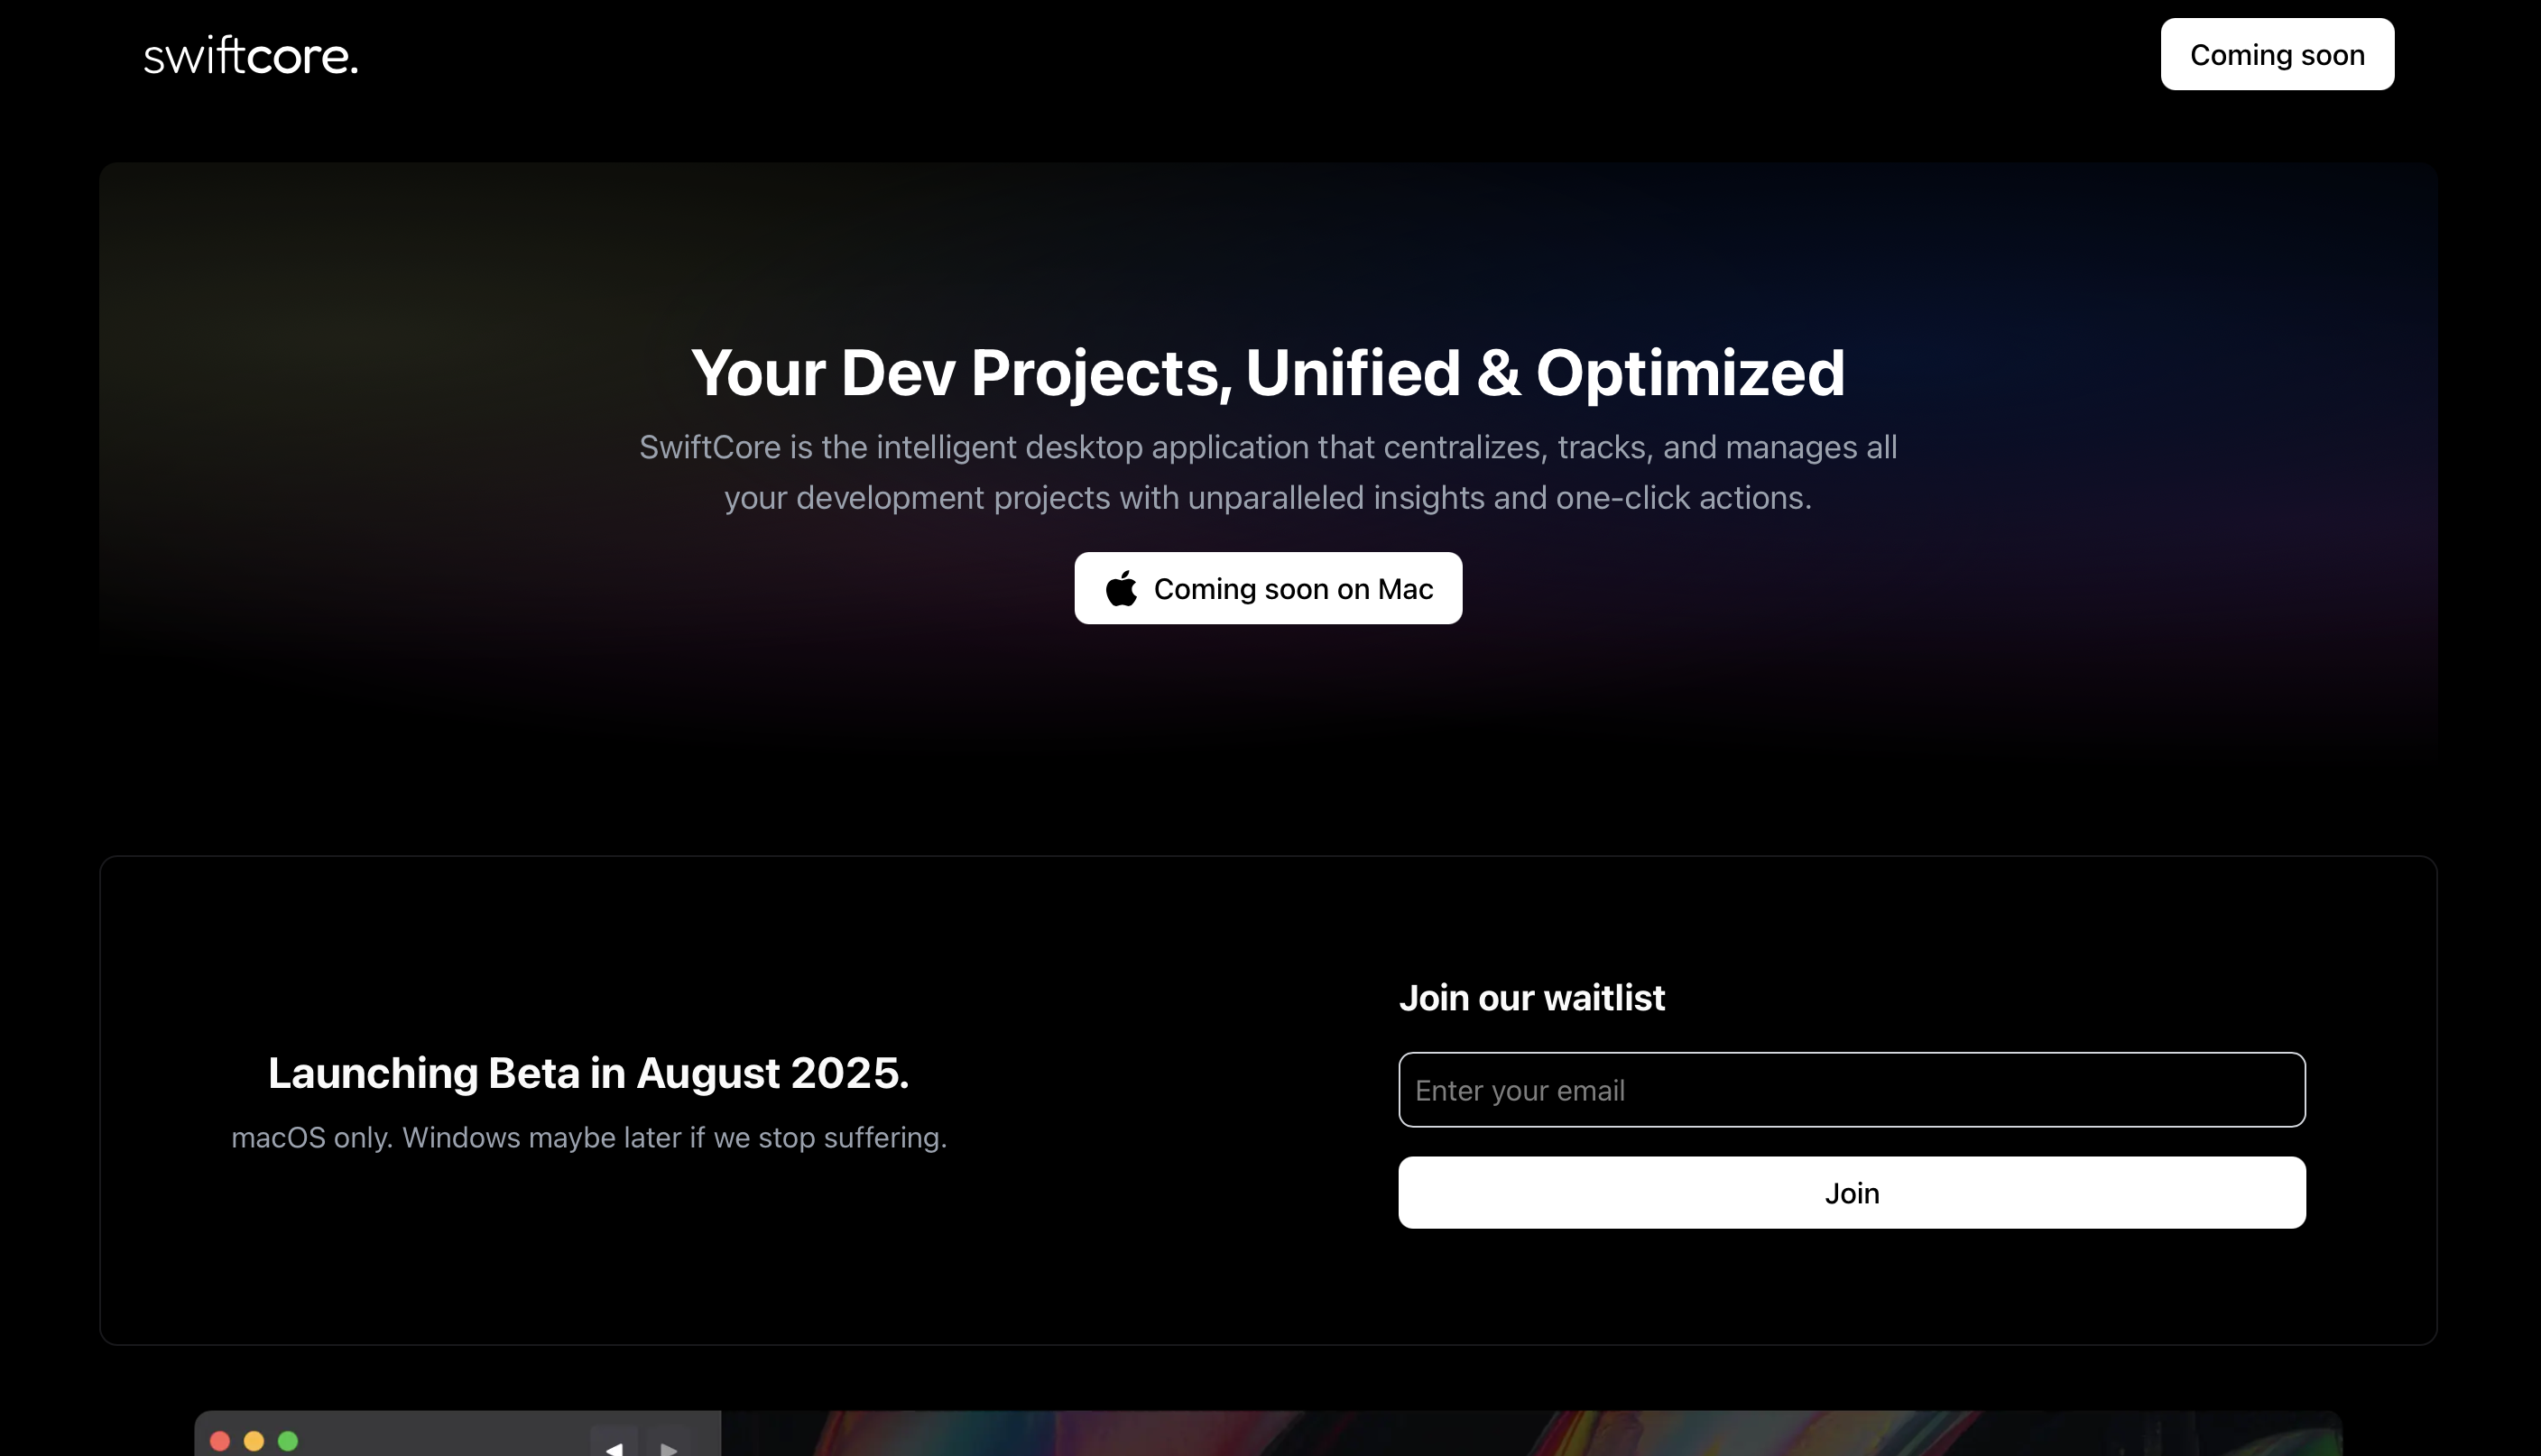 swiftcore.
Coming soon
Your Dev Projects, Unified & Optimized
SwiftCore is the intelligent desktop application that centralizes, tracks, and manages all
your development projects with unparalleled insights and one-click actions.
Coming soon on Mac
Launching Beta in August 2025.
macOS only. Windows maybe later if we stop suffering.
Join our waitlist
Enter your email
Join